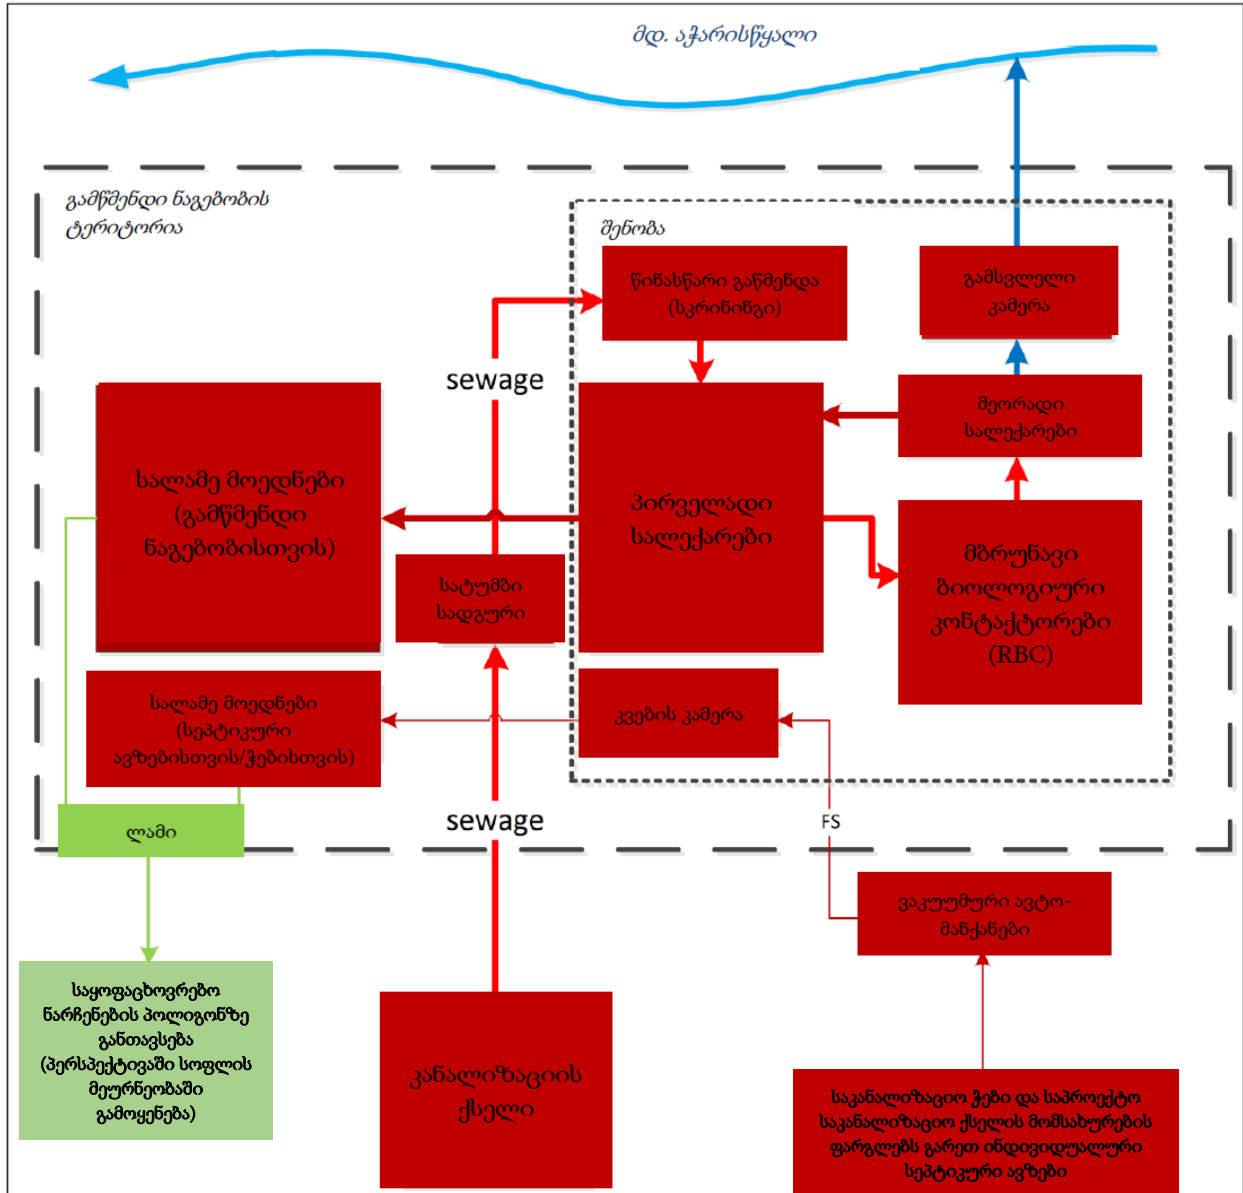 მდ. აჭარისწყალი
გამწმენდი ნაგებობის
ტერიტორია
შენობა
წინასწარი გაწმენდა
(სკრინინგი)
გამსვლელი
კამერა
sewage
მეორადი
სალექარები
სალამე მოედნები
(გამწმენდი
ნაგებობისთვის)
პირველადი
სალექარები
მბრუნავი
ბიოლოგიური
კონტაქტორები
(RBC)
სატუმბი
სადგური
სალამე მოედნები
(სეპტიკური
ავზებისთვის/ჭებისთვის)
კვების კამერა
ლამი
sewage
FS
ვაკუუმური ავტო-
მანქანები
საყოფაცხოვრებო
ნარჩენების პოლიგონზე
განთავსება
(პერსპექტივაში სოფლის
მეურნეობაში
გამოყენება)
კანალიზაციის
ქსელი
საკანალიზაციო ჭები და საპროექტო
საკანალიზაციო ქსელის მომსახურების
ფარგლებს გარეთ ინდივიდუალური
სეპტიკური ავზები